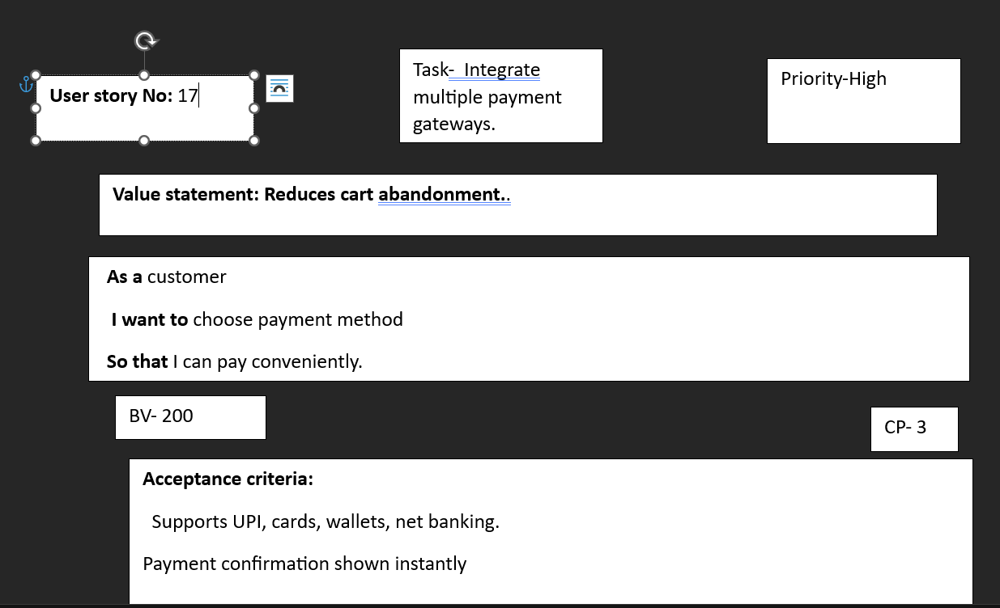 User story No: 17
Task-  Integrate
multiple payment
gateways.
Priority-High
Value statement: Reduces cart abandonment..
As a customer
I want to choose payment method
So that I can pay conveniently.
BV- 200
CP- 3
Acceptance criteria:
Supports UPI, cards, wallets, net banking.
Payment confirmation shown instantly